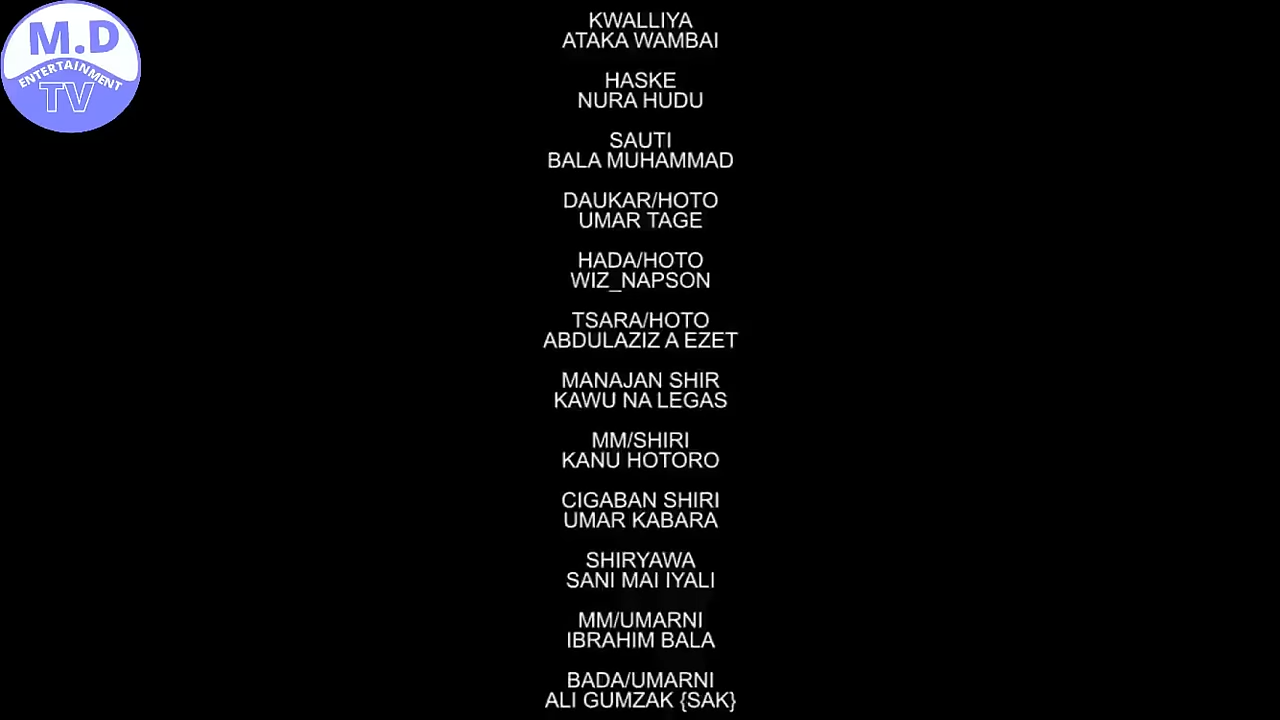 M.D
ENTERTAINMENT
TV
KWALLIYA
ATAKA WAMBAI
HASKE
NURA HUDU
SAUTI
BALA MUHAMMAD
DAUKAR/HOTO
UMAR TAGE
HADA/HOTO
WIZ_NAPSON
TSARA/HOTO
ABDULAZIZ A EZET
MANAJAN SHIR
KAWU NA LEGAS
MM/SHIRI
KANU HOTORO
CIGABAN SHIRI
UMAR KABARA
SHIRYAWA
SANI MAI IYALI
MM/UMARNI
IBRAHIM BALA
BADA/UMARNI
ALI GUMZAK {SAK}